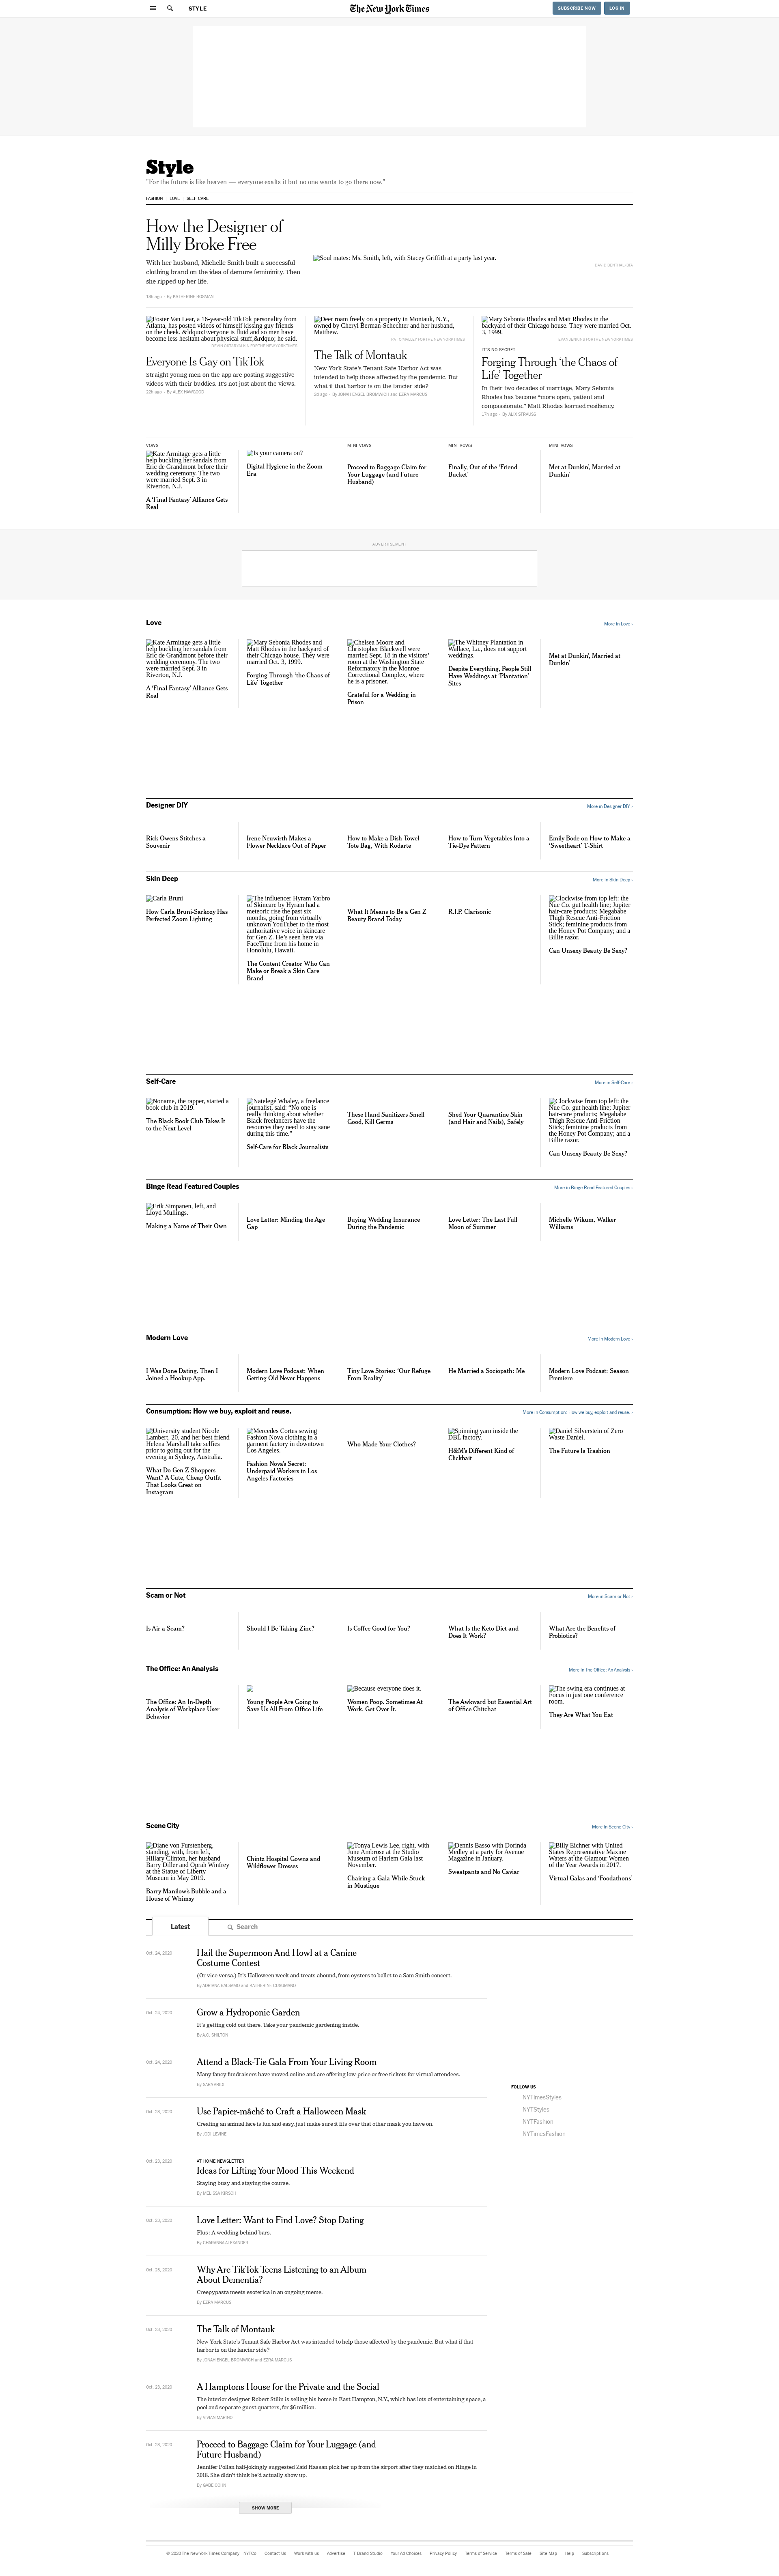 STYLE
The New York Times
SUBSCRIBE NOW
LOG IN
Style
"For the future is like heaven — everyone exalts it but no one wants to go there now."
FASHION
LOVE
SELF-CARE
How the Designer of
Milly Broke Free
With her husband, Michelle Smith built a successful
clothing brand on the idea of demure femininity. Then
she ripped up her life.
By KATHERINE ROSMAN
Soul mates: Ms. Smith, left, with Stacey Griffith at a party last year.
Foster Van Lear, a 16-year-old TikTok personality from
Atlanta, has posted videos of himself kissing guy friends
on the cheek. &ldquo;Everyone is fluid and so men have
become less hesitant about physical stuff,&rdquo; he said.
Everyone Is Gay on TikTok
Straight young men on the app are posting suggestive
videos with their buddies. It's not just about the views.
22h ago · By ALEX HAWGOOD
Deer roam freely on a property in Montauk, N.Y.,
owned by Cheryl Berman-Schechter and her husband,
Matthew.
The Talk of Montauk
New York State's Tenant Safe Harbor Act was
intended to help those affected by the pandemic. But
what if that harbor is on the fancier side?
2d ago · By JONAH ENGEL BROMWICH and EZRA MARCUS
Mary Sebonia Rhodes and Matt Rhodes in the
backyard of their Chicago house. They were married Oct.
3, 1999.
IT'S NO SECRET
Forging Through 'the Chaos of
Life' Together
In their two decades of marriage, Mary Sebonia
Rhodes has become "more open, patient and
compassionate." Matt Rhodes learned resiliency.
17h ago · By ALIX STRAUSS
VOWS
Kate Armitage gets a little
help buckling her sandals from
Eric de Grandmont before their
wedding ceremony. The two
were married Sept. 3 in
Riverton, N.J.
A 'Final Fantasy' Alliance Gets
Real
Is your camera on?
Digital Hygiene in the Zoom
Era
MINI-VOWS
Proceed to Baggage Claim for
Your Luggage (and Future
Husband)
MINI-VOWS
Finally, Out of the 'Friend
Bucket'
MINI-VOWS
Met at Dunkin', Married at
Dunkin'
ADVERTISEMENT
Love
More in Love ›
Kate Armitage gets a little
help buckling her sandals from
Eric de Grandmont before their
wedding ceremony. The two
were married Sept. 3 in
Riverton, N.J.
A 'Final Fantasy' Alliance Gets
Real
Mary Sebonia Rhodes and
Matt Rhodes in the backyard of
their Chicago house. They were
married Oct. 3, 1999.
Forging Through 'the Chaos of
Life' Together
Chelsea Moore and
Christopher Blackwell were
married Sept. 18 in the visitors'
room at the Washington State
Reformatory in the Monroe
Correctional Complex, where
he is a prisoner.
Grateful for a Wedding in
Prison
The Whitney Plantation in
Wallace, La., does not support
weddings.
Despite Everything, People Still
Have Weddings at 'Plantation'
Sites
Met at Dunkin', Married at
Dunkin'
Designer DIY
More in Designer DIY ›
Rick Owens Stitches a
Souvenir
Irene Neuwirth Makes a
Flower Necklace Out of Paper
How to Make a Dish Towel
Tote Bag, With Rodarte
How to Turn Vegetables Into a
Tie-Dye Pattern
Emily Bode on How to Make a
'Sweetheart' T-Shirt
Skin Deep
More in Skin Deep ›
Carla Bruni
How Carla Bruni-Sarkozy Has
Perfected Zoom Lighting
The influencer Hyram Yarbro
of Skincare by Hyram had a
meteoric rise the past six
months, going from virtually
unknown YouTuber to the most
authoritative voice in skincare
for Gen Z. He's seen here via
FaceTime from his home in
Honolulu, Hawaii.
The Content Creator Who Can
Make or Break a Skin Care
Brand
What It Means to Be a Gen Z
Beauty Brand Today
R.I.P. Clarisonic
Clockwise from top left: the
Nue Co. gut health line; Jupiter
hair-care products; Megababe
Thigh Rescue Anti-Friction
Stick; feminine products from
the Honey Pot Company; and a
Billie razor.
Can Unsexy Beauty Be Sexy?
Self-Care
More in Self-Care ›
Noname, the rapper, started a
book club in 2019.
The Black Book Club Takes It
to the Next Level
Natelegé Whaley, a freelance
journalist, said: "No one is
really thinking about whether
Black freelancers have the
resources they need to stay sane
during this time."
Self-Care for Black Journalists
These Hand Sanitizers Smell
Good, Kill Germs
Shed Your Quarantine Skin
(and Hair and Nails), Safely
Clockwise from top left: the
Nue Co. gut health line; Jupiter
hair-care products; Megababe
Thigh Rescue Anti-Friction
Stick; feminine products from
the Honey Pot Company; and a
Billie razor.
Can Unsexy Beauty Be Sexy?
Binge Read Featured Couples
More in Binge Read Featured Couples ›
Erik Simpanen, left, and
Lloyd Mullings.
Making a Name of Their Own
Love Letter: Minding the Age
Gap
Buying Wedding Insurance
During the Pandemic
Love Letter: The Last Full
Moon of Summer
Michelle Wikum, Walker
Williams
Modern Love
More in Modern Love ›
I Was Done Dating. Then I
Joined a Hookup App.
Modern Love Podcast: When
Getting Old Never Happens
Tiny Love Stories: 'Our Refuge
From Reality'
He Married a Sociopath: Me
Modern Love Podcast: Season
Premiere
Consumption: How we buy, exploit and reuse.
More in Consumption: How we buy, exploit and reuse. ›
University student Nicole
Lambert, 20, and her best friend
Helena Marshall take selfies
prior to going out for the
evening in Sydney, Australia.
What Do Gen Z Shoppers
Want? A Cute, Cheap Outfit
That Looks Great on
Instagram
Mercedes Cortes sewing
Fashion Nova clothing in a
garment factory in downtown
Los Angeles.
Fashion Nova's Secret:
Underpaid Workers in Los
Angeles Factories
Who Made Your Clothes?
Spinning yarn inside the
DBL factory.
H&M's Different Kind of
Clickbait
Daniel Silverstein of Zero
Waste Daniel.
The Future Is Trashion
Scam or Not
More in Scam or Not ›
Is Air a Scam?
Should I Be Taking Zinc?
Is Coffee Good for You?
What Is the Keto Diet and
Does It Work?
What Are the Benefits of
Probiotics?
The Office: An Analysis
More in The Office: An Analysis ›
The Office: An In-Depth
Analysis of Workplace User
Behavior
Young People Are Going to
Save Us All From Office Life
Because everyone does it.
Women Poop. Sometimes At
Work. Get Over It.
The Awkward but Essential Art
of Office Chitchat
The swing era continues at
Focus in just one conference
room.
They Are What You Eat
Scene City
More in Scene City ›
Diane von Furstenberg,
standing, with, from left,
Hillary Clinton, her husband
Barry Diller and Oprah Winfrey
at the Statue of Liberty
Museum in May 2019.
Barry Manilow's Bubble and a
House of Whimsy
Chintz Hospital Gowns and
Wildflower Dresses
Tonya Lewis Lee, right, with
June Ambrose at the Studio
Museum of Harlem Gala last
November.
Chairing a Gala While Stuck
in Mustique
Dennis Basso with Dorinda
Medley at a party for Avenue
Magazine in January.
Sweatpants and No Caviar
Billy Eichner with United
States Representative Maxine
Waters at the Glamour Women
of the Year Awards in 2017.
Virtual Galas and 'Foodathons'
Latest
Search
Oct. 24, 2020
Hail the Supermoon And Howl at a Canine
Costume Contest
(Or vice versa.) It's Halloween week and treats abound, from oysters to ballet to a Sam Smith concert.
By ADRIANA BALSAMO and KATHERINE CUSUMANO
Oct. 24, 2020
Grow a Hydroponic Garden
It's getting cold out there. Take your pandemic gardening inside.
By A.C. SHILTON
Oct. 24, 2020
Attend a Black-Tie Gala From Your Living Room
Many fancy fundraisers have moved online and are offering low-price or free tickets for virtual attendees.
By SARA ARIDI
Oct. 23, 2020
Use Papier-mâché to Craft a Halloween Mask
Creating an animal face is fun and easy, just make sure it fits over that other mask you have on.
By JODI LEVINE
Oct. 23, 2020
AT HOME NEWSLETTER
Ideas for Lifting Your Mood This Weekend
Staying busy and staying the course.
By MELISSA KIRSCH
Oct. 23, 2020
Love Letter: Want to Find Love? Stop Dating
Plus: A wedding behind bars.
By CHARANNA ALEXANDER
Oct. 23, 2020
Why Are TikTok Teens Listening to an Album
About Dementia?
Creepypasta meets esoterica in an ongoing meme.
By EZRA MARCUS
Oct. 23, 2020
The Talk of Montauk
New York State's Tenant Safe Harbor Act was intended to help those affected by the pandemic. But what if that
harbor is on the fancier side?
By JONAH ENGEL BROMWICH and EZRA MARCUS
Oct. 23, 2020
A Hamptons House for the Private and the Social
The interior designer Robert Stilin is selling his home in East Hampton, N.Y., which has lots of entertaining space, a
pool and separate guest quarters, for $6 million.
By VIVIAN MARINO
Oct. 23, 2020
Proceed to Baggage Claim for Your Luggage (and
Future Husband)
Jennifer Pollan half-jokingly suggested Zaid Hassan pick her up from the airport after they matched on Hinge in
2018. She didn't think he'd actually show up.
By GABE COHN
SHOW MORE
FOLLOW US
NYTimesStyles
NYTStyles
NYTFashion
NYTimesFashion
© 2020 The New York Times Company
NYTCo
Contact Us
Work with us
Advertise
T Brand Studio
Your Ad Choices
Privacy Policy
Terms of Service
Terms of Sale
Site Map
Help
Subscriptions